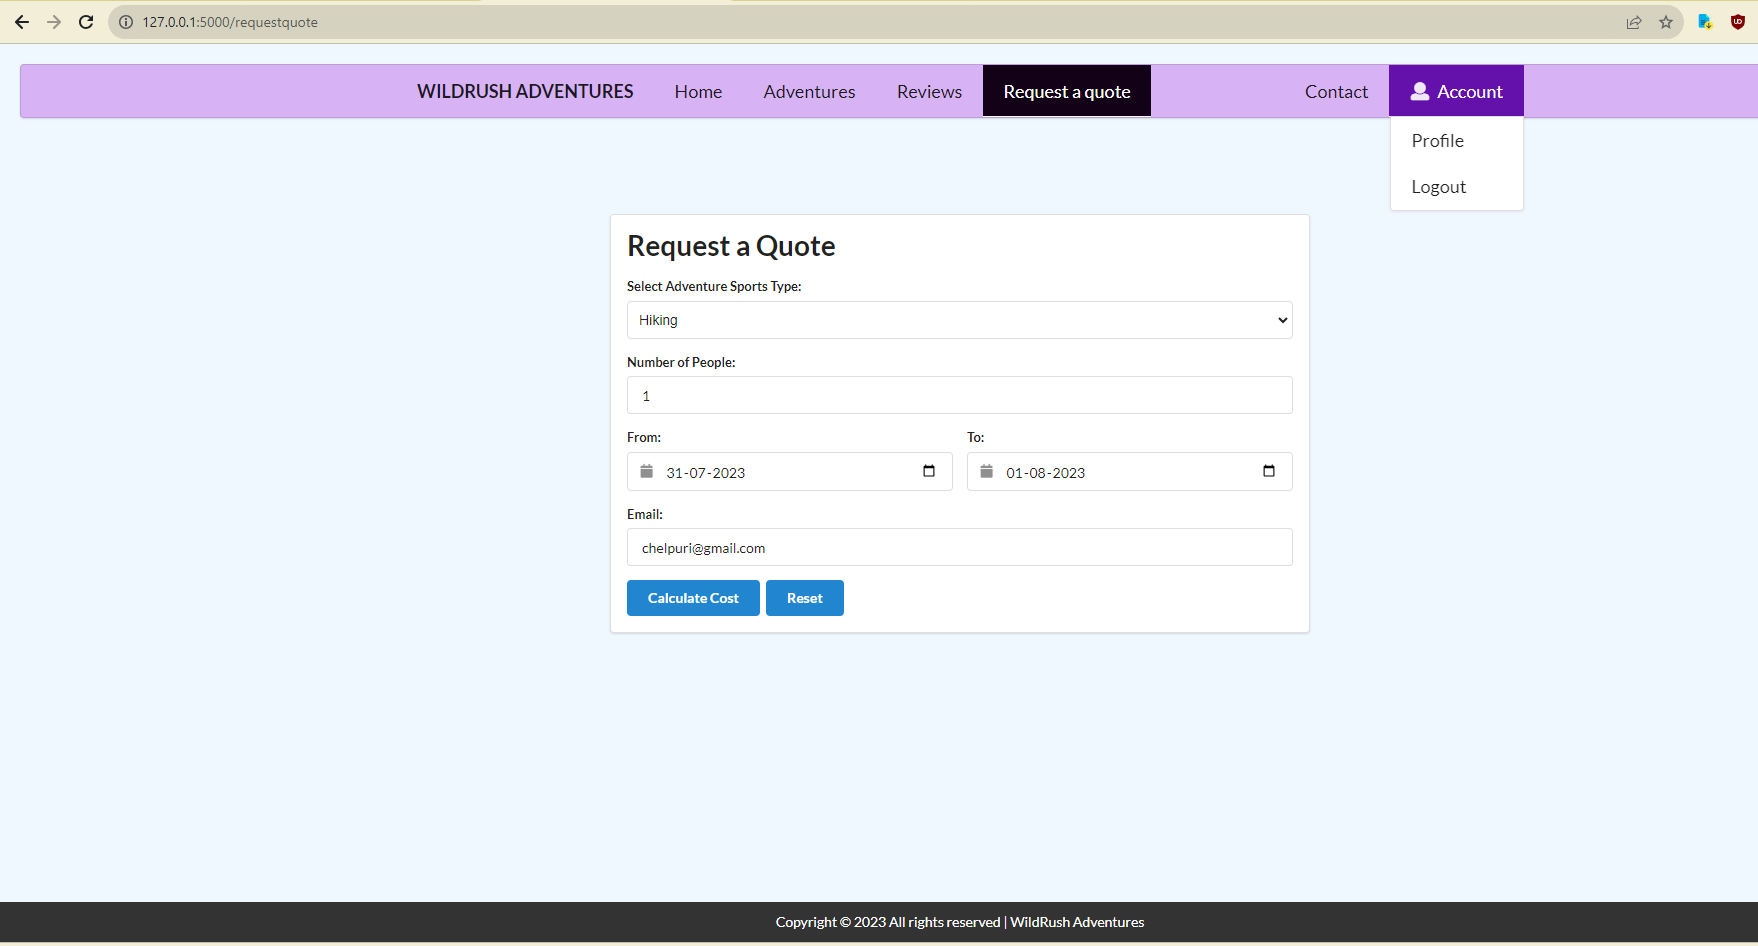 127.0.0.1:5000/requestquote
WILDRUSH ADVENTURES Home Adventures Reviews Request a quote Contact Account
Profile
Logout
Request a Quote
Select Adventure Sports Type:
Hiking
Number of People:
1
From: To:
31-07-2023 01-08-2023
Email:
chelpuri@gmail.com
Calculate Cost Reset
Copyright © 2023 All rights reserved | WildRush Adventures